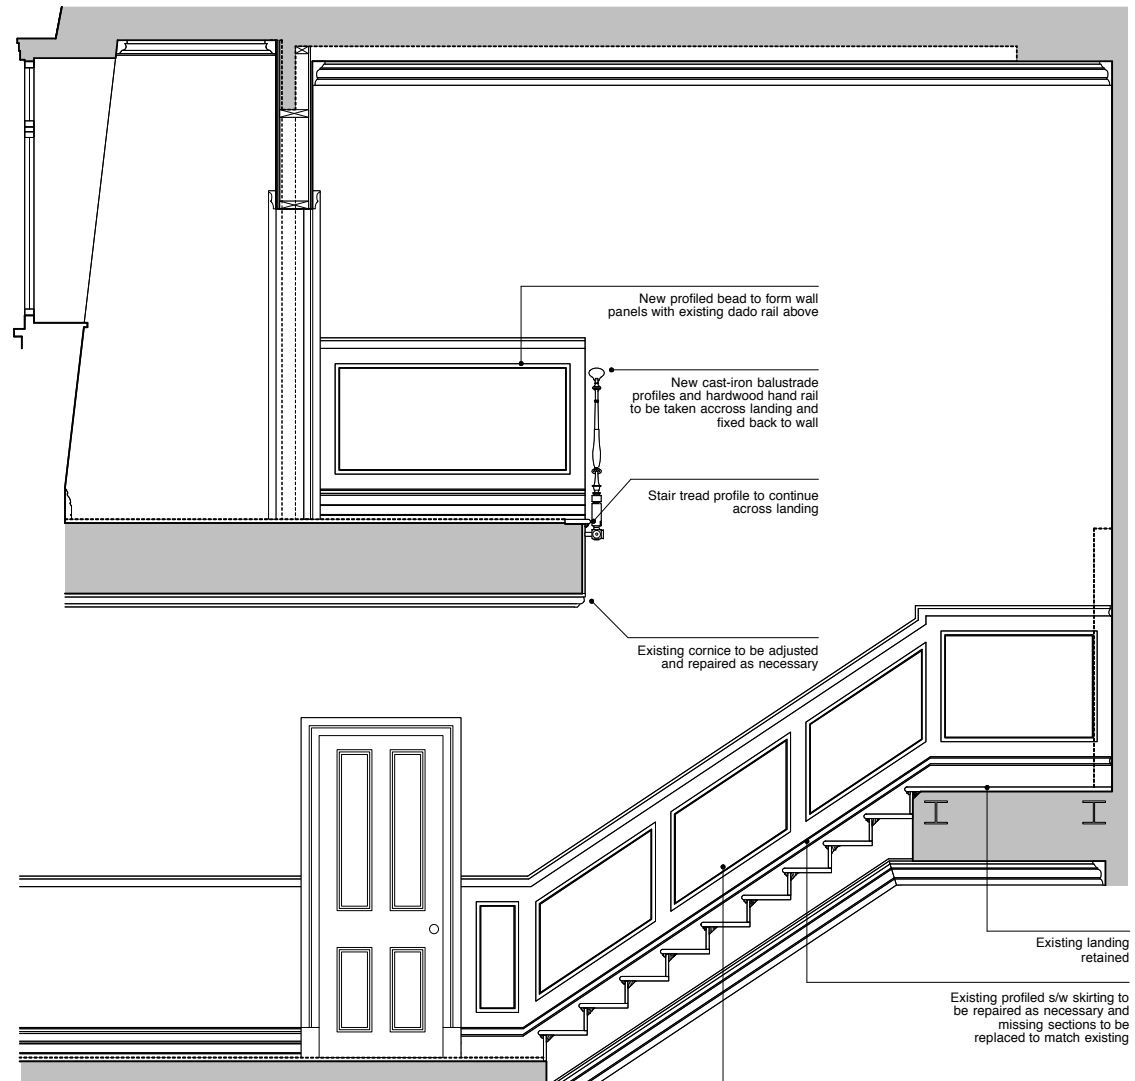 New profiled bead to form wall
panels with existing dado rail above
New cast-iron balustrade
profiles and hardwood hand rail
to be taken accross landing and
fixed back to wall
Stair tread profile to continue
across landing
Existing cornice to be adjusted
and repaired as necessary
Existing landing
retained
Existing profiled s/w skirting to
be repaired as necessary and
missing sections to be
replaced to match existing